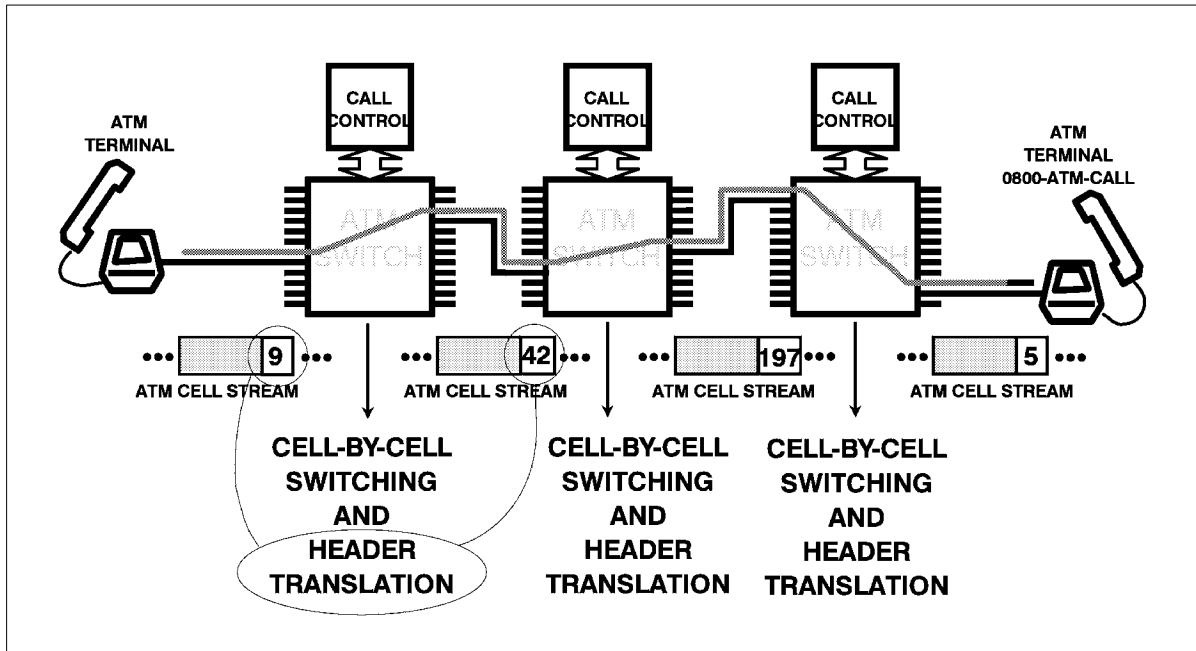 CALL
CONTROL
CALL
CONTROL
CALL
CONTROL
ATM
TERMINAL
ATM
TERMINAL
0800-ATM-CALL
ATM
SWITCH
ATM
SWITCH
ATM
SWITCH
••• 9 •••
ATM CELL STREAM
••• 42 •••
ATM CELL STREAM
••• 197 •••
ATM CELL STREAM
••• 5 •••
ATM CELL STREAM
CELL-BY-CELL
SWITCHING
AND
HEADER
TRANSLATION
CELL-BY-CELL
SWITCHING
AND
HEADER
TRANSLATION
CELL-BY-CELL
SWITCHING
AND
HEADER
TRANSLATION